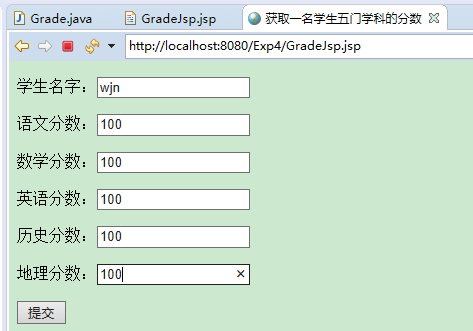 Grade.java GradeJsp.jsp 获取一名学生五门学科的分数
http://localhost:8080/Exp4/GradeJsp.jsp
学生名字：wjn
语文分数：100
数学分数：100
英语分数：100
历史分数：100
地理分数：100
提交